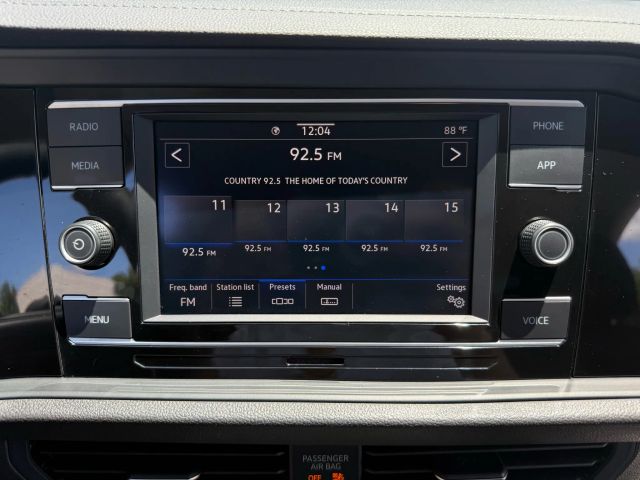 RADIO
MEDIA
MENU
12:04
88 °F
92.5 FM
COUNTRY 92.5 THE HOME OF TODAY'S COUNTRY
11 12 13 14 15
92.5 FM 92.5 FM 92.5 FM 92.5 FM 92.5 FM
Freq. band Station list Presets Manual Settings
FM
PHONE
APP
VOICE
PASSENGER
AIR BAG
OFF